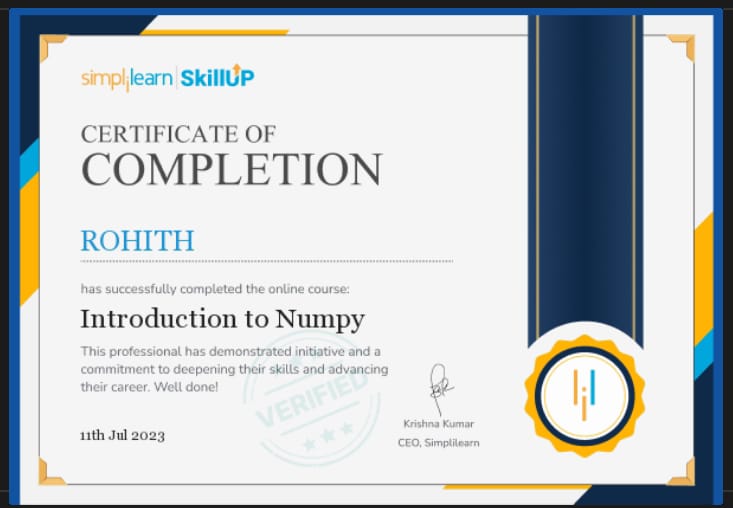 simplilearn | SkillUP
CERTIFICATE OF
COMPLETION
ROHITH
has successfully completed the online course:
Introduction to Numpy
This professional has demonstrated initiative and a
commitment to deepening their skills and advancing
their career. Well done!
VERIFIED
11th Jul 2023
Krishna Kumar
CEO, Simplilearn